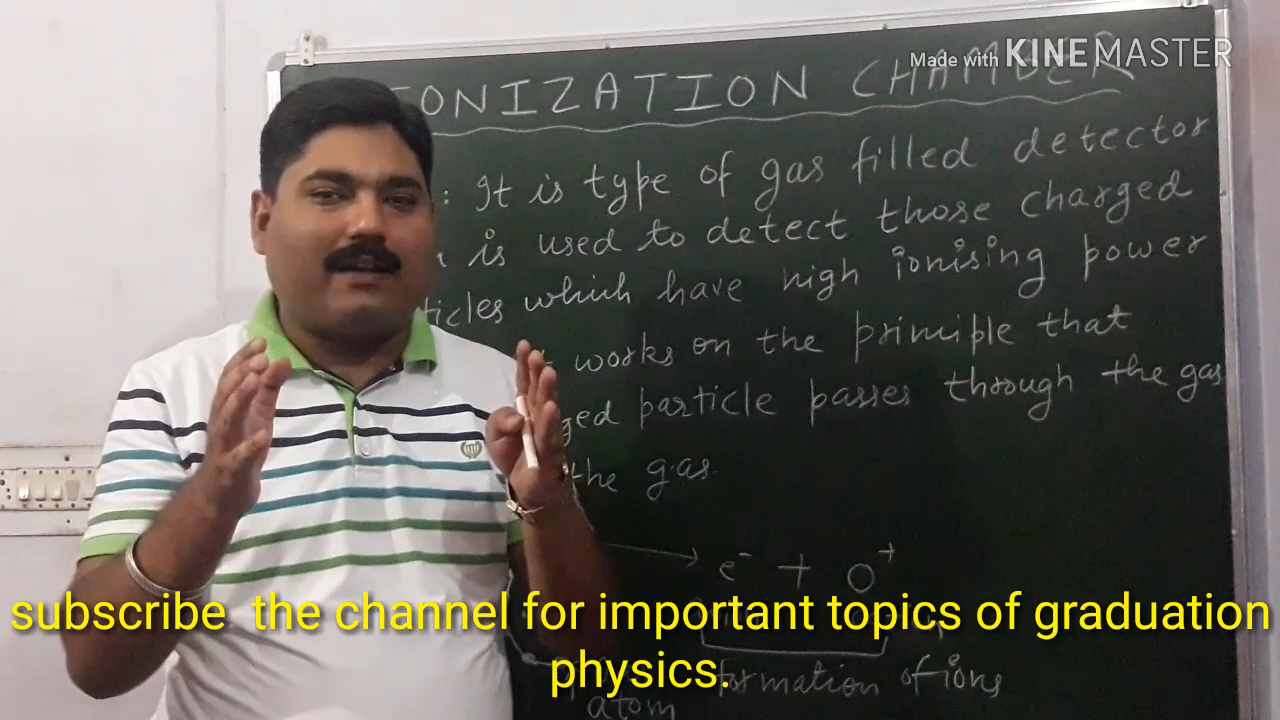 Made with KINEMASTER
IONIZATION CHAMBER
: It is type of gas filled detector
is used to detect those charged
ticles which have high ionising power
works on the principle that
ged particle passes through the gas
the gas.
e⁻ + O⁺
formation of ions
atom
subscribe the channel for important topics of graduation
physics.